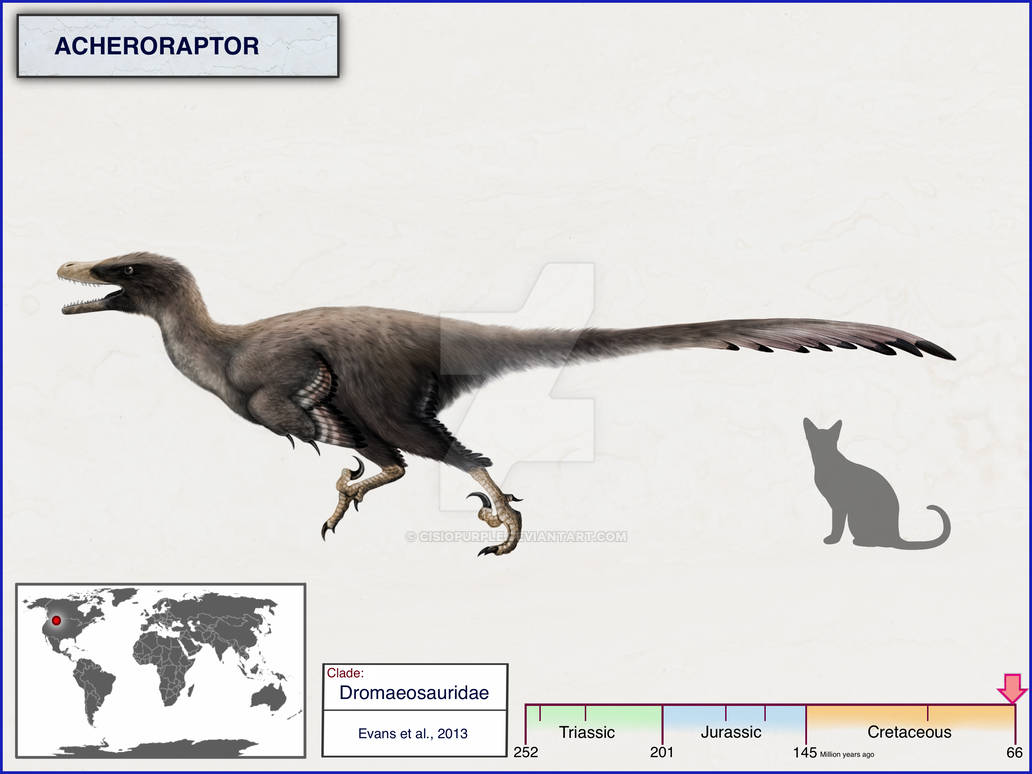 ACHERORAPTOR
© CISIOPURPLE.DEVIANTART.COM
Clade:
Dromaeosauridae
Evans et al., 2013
Triassic
Jurassic
Cretaceous
252
201
145 Million years ago
66